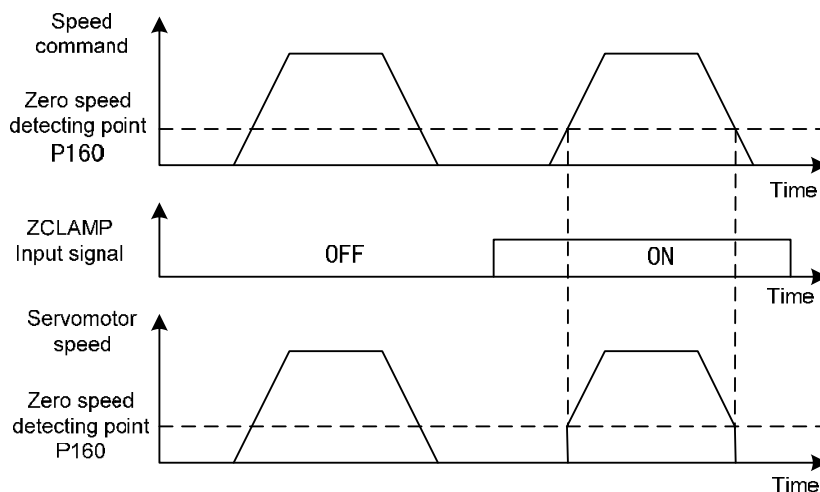 Speed
command
Zero speed
detecting point
P160
Time
ZCLAMP
Input signal
OFF
ON
Time
Servomotor
speed
Zero speed
detecting point
P160
Time